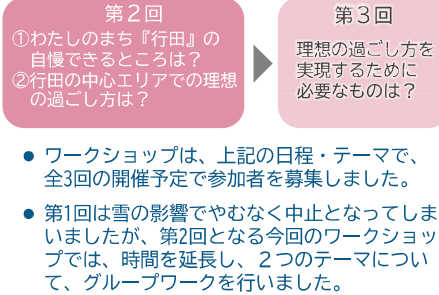 第２回
①わたしのまち『行田』の
自慢できるところは？
②行田の中心エリアでの理想
の過ごし方は？
第３回
理想の過ごし方を
実現するために
必要なものは？
● ワークショップは、上記の日程・テーマで、
全3回の開催予定で参加者を募集しました。
● 第1回は雪の影響でやむなく中止となってしま
いましたが、第2回となる今回のワークショッ
プでは、時間を延長し、２つのテーマについ
て、グループワークを行いました。